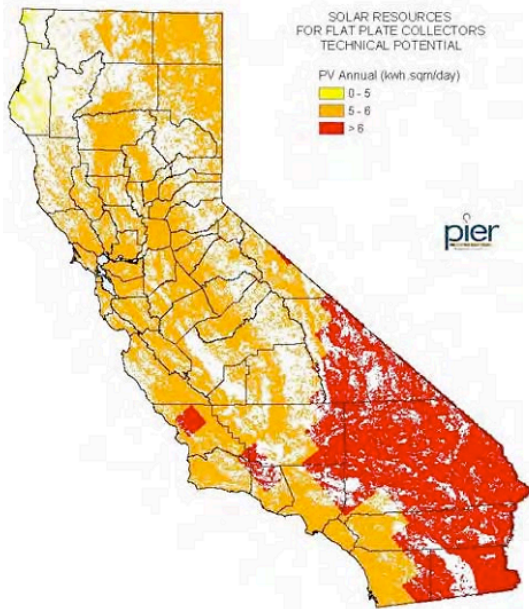 SOLAR RESOURCES
FOR FLAT PLATE COLLECTORS
TECHNICAL POTENTIAL
PV Annual (kwh.sqm/day)
0 - 5
5 - 6
> 6
pier